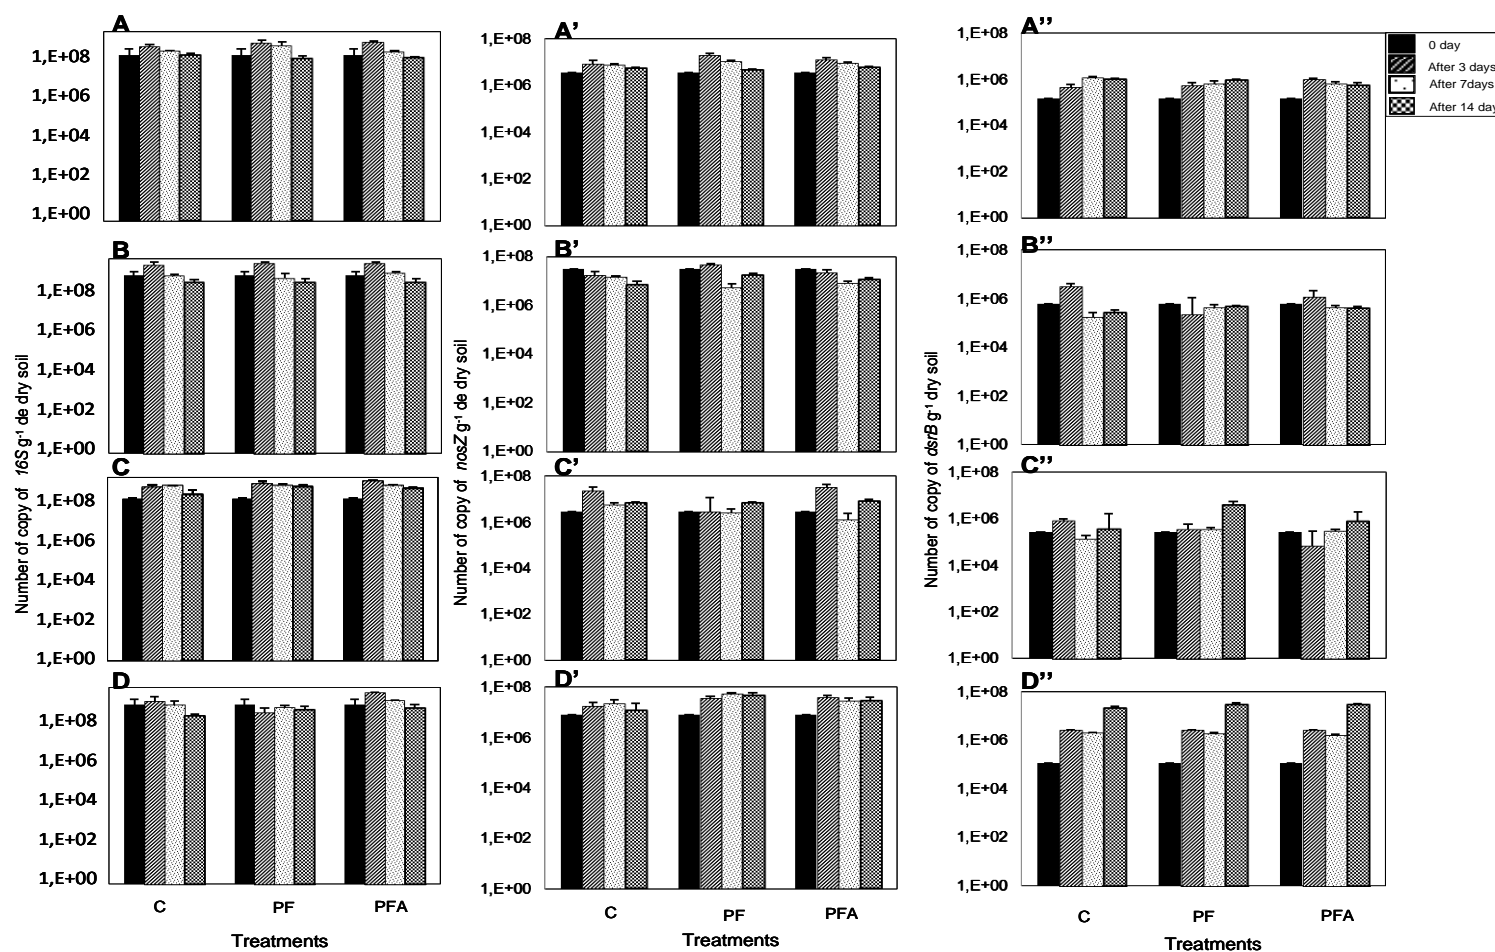 A
1,E+08
1,E+06
1,E+04
1,E+02
1,E+00
B
1,E+08
1,E+06
1,E+04
1,E+02
1,E+00
C
1,E+08
1,E+06
1,E+04
1,E+02
1,E+00
D
1,E+08
1,E+06
1,E+04
1,E+02
1,E+00
Number of copy of 16S g⁻¹ de dry soil
C PF PFA
Treatments
A'
1,E+08
1,E+06
1,E+04
1,E+02
1,E+00
B'
1,E+08
1,E+06
1,E+04
1,E+02
1,E+00
C'
1,E+08
1,E+06
1,E+04
1,E+02
1,E+00
D'
1,E+08
1,E+06
1,E+04
1,E+02
1,E+00
Number of copy of nosZ g⁻¹ de dry soil
C PF PFA
Treatments
A''
1,E+08
1,E+06
1,E+04
1,E+02
1,E+00
B''
1,E+08
1,E+06
1,E+04
1,E+02
1,E+00
C''
1,E+08
1,E+06
1,E+04
1,E+02
1,E+00
D''
1,E+08
1,E+06
1,E+04
1,E+02
1,E+00
Number of copy of dsrB g⁻¹ dry soil
C PF PFA
Treatments
0 day
After 3 days
After 7days
After 14 day